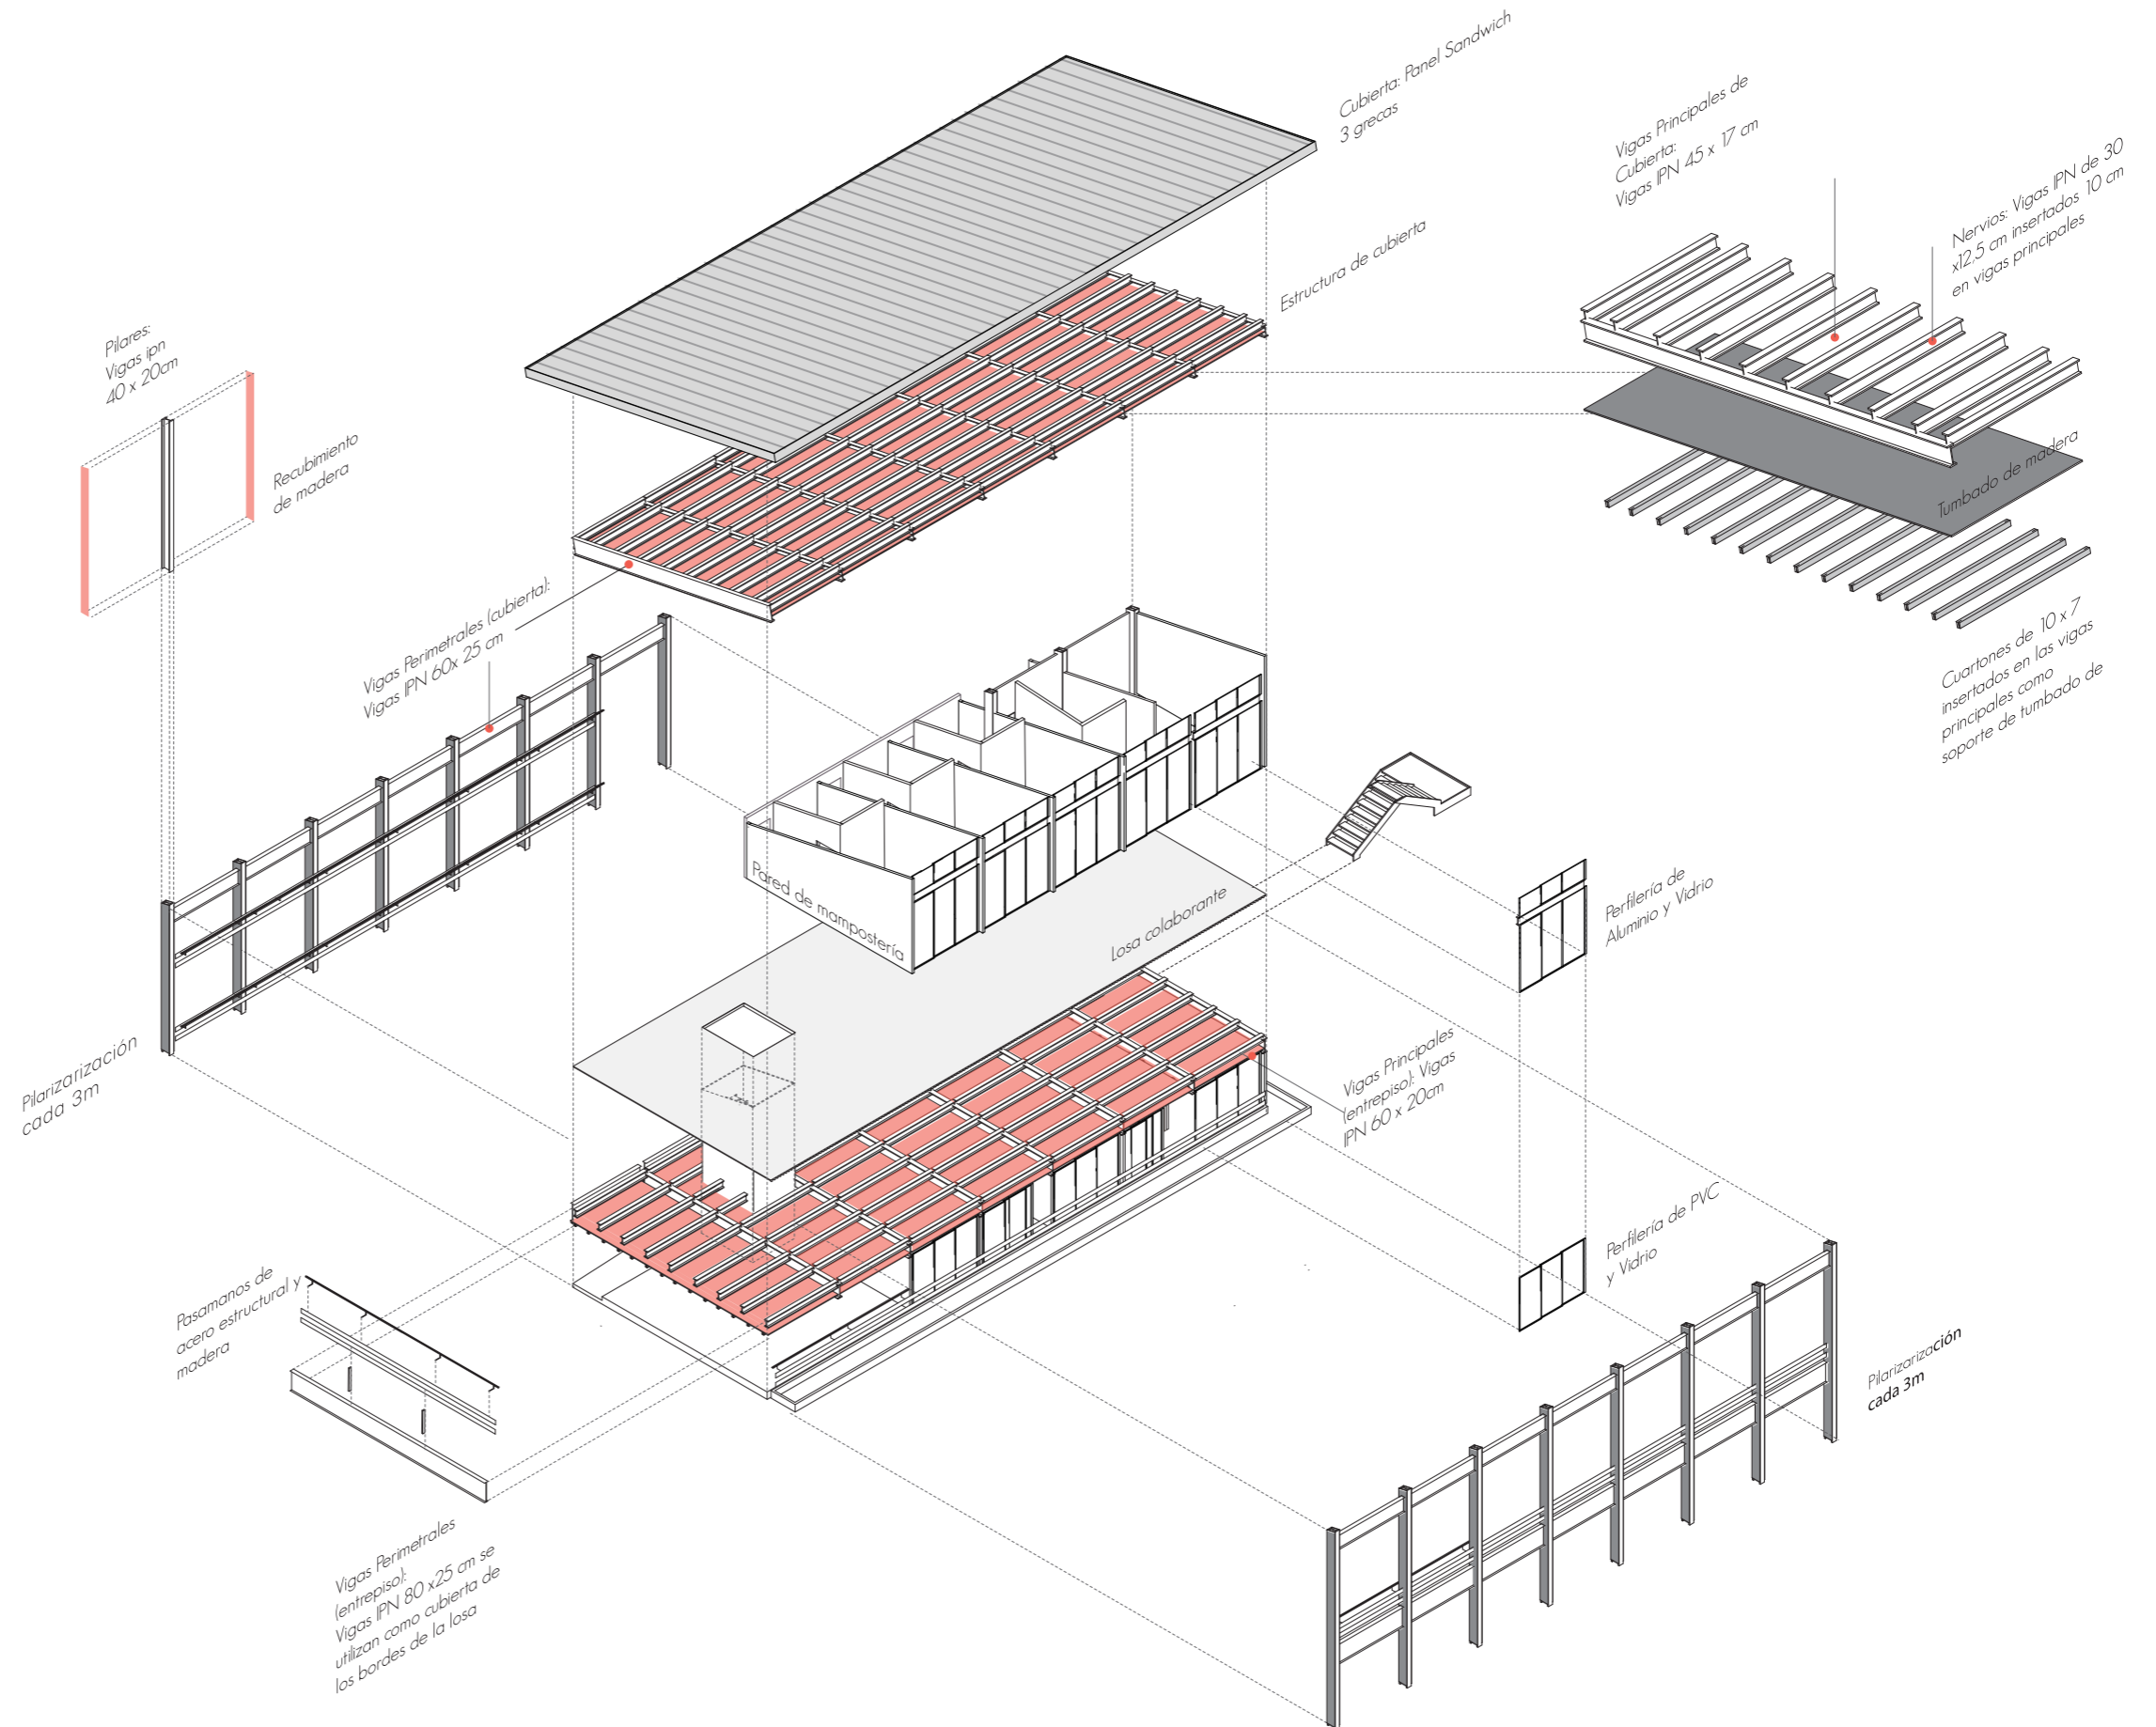 Cubierta: Panel Sandwich
3 grecas
Vigas Principales de
Cubierta:
Vigas IPN 45 x 17 cm
Nervios: Vigas IPN de 30
x12,5 cm insertados 10 cm
en vigas principales
Estructura de cubierta
Pilares:
Vigas ipn
40 x 20cm
Recubimiento
de madera
Tumbado de madera
Vigas Perimetrales (cubierta):
Vigas IPN 60x 25 cm
Cuartones de 10 x 7
insertados en las vigas
principales como
soporte de tumbado de
Pared de mampostería
Losa colaborante
Perfilería de
Aluminio y Vidrio
Pilarizarización
cada 3m
Vigas Principales
(entrepiso): Vigas
IPN 60 x 20cm
Perfilería de PVC
y Vidrio
Pasamanos de
acero estructural y
madera
Pilarizarización
cada 3m
Vigas Perimetrales
(entrepiso):
Vigas IPN 80 x25 cm se
utilizan como cubierta de
los bordes de la losa